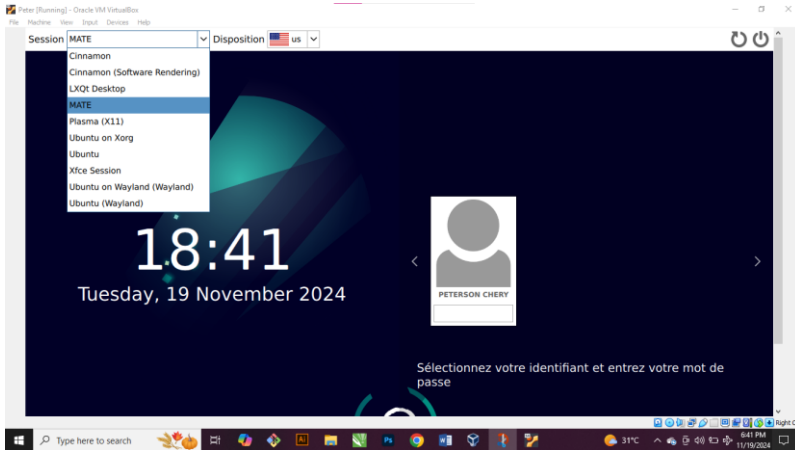 Peter [Running] - Oracle VM VirtualBox
File Machine View Input Devices Help
Session MATE Disposition us
Cinnamon
Cinnamon (Software Rendering)
LXQt Desktop
MATE
Plasma (X11)
Ubuntu on Xorg
Ubuntu
Xfce Session
Ubuntu on Wayland (Wayland)
Ubuntu (Wayland)
18:41
Tuesday, 19 November 2024
PETERSON CHERY
Sélectionnez votre identifiant et entrez votre mot de
passe
Right C
Type here to search
Ai
Ps
31°C
6:41 PM
11/19/2024